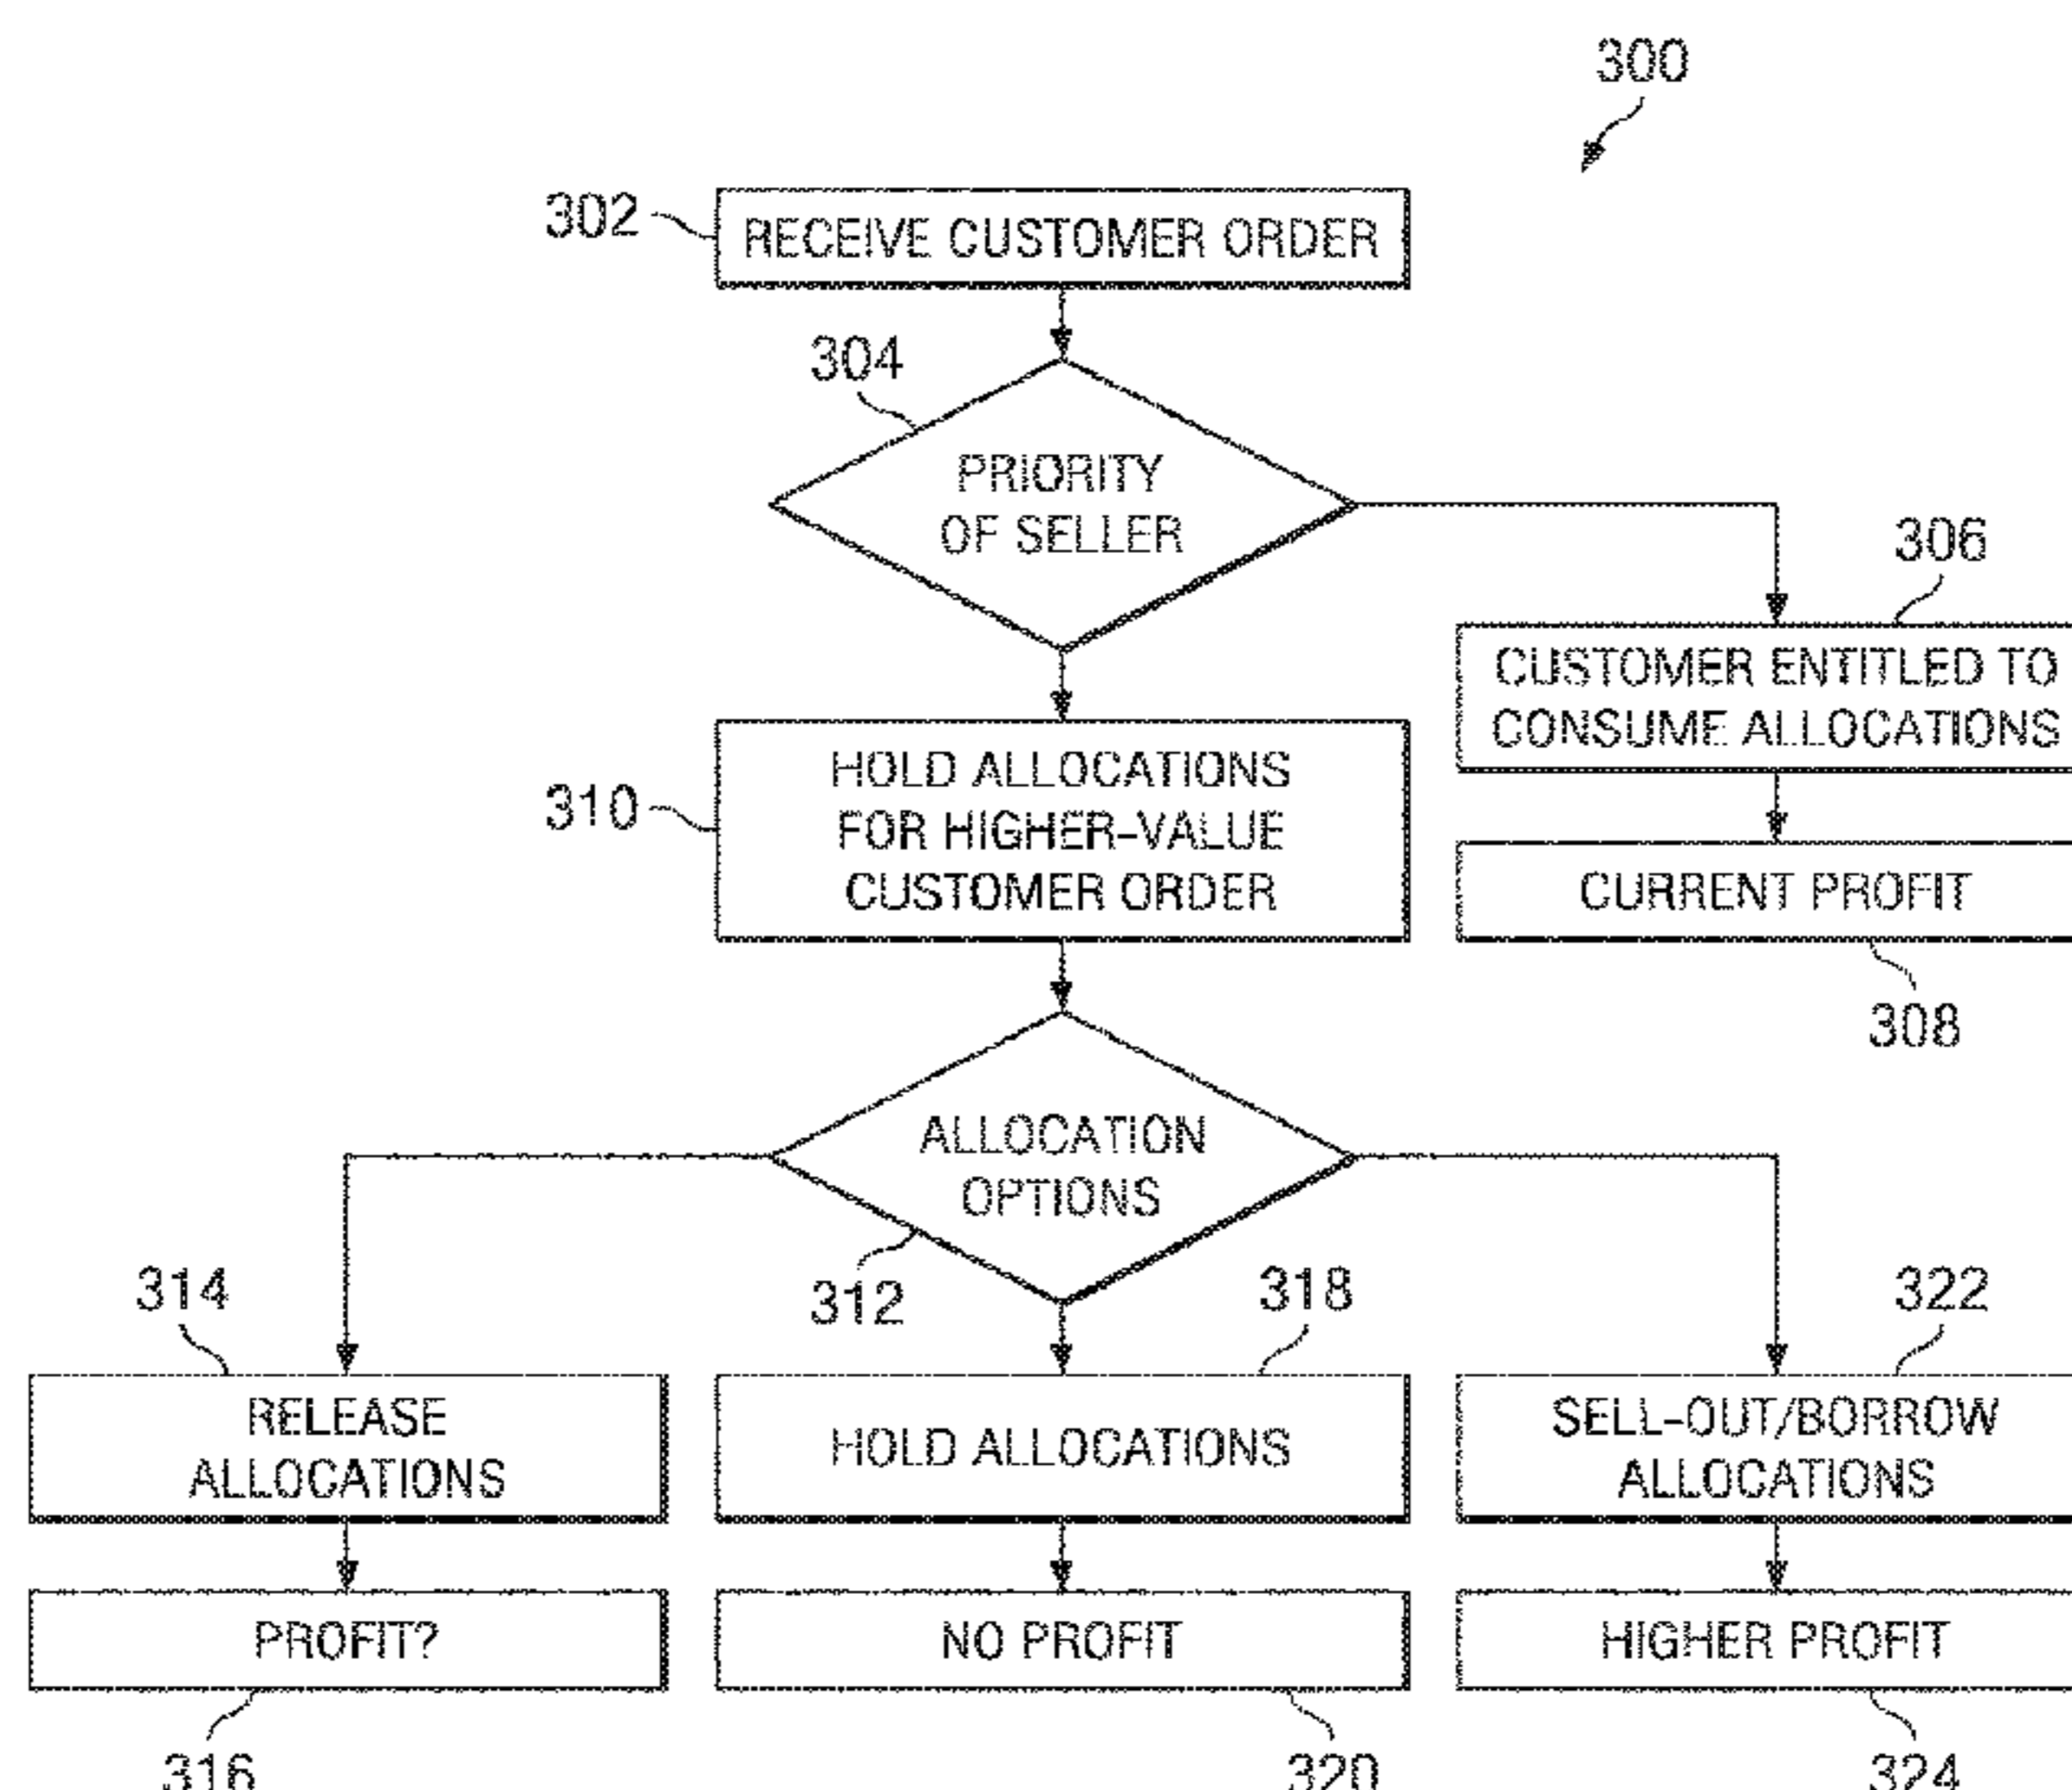 300
302
RECEIVE CUSTOMER ORDER
304
PRIORITY
OF SELLER
306
CUSTOMER ENTITLED TO
CONSUME ALLOCATIONS
310
HOLD ALLOCATIONS
FOR HIGHER-VALUE
CUSTOMER ORDER
CURRENT PROFIT
308
ALLOCATION
OPTIONS
312
314
318
322
RELEASE
ALLOCATIONS
HOLD ALLOCATIONS
SELL-OUT/BORROW
ALLOCATIONS
PROFIT?
NO PROFIT
HIGHER PROFIT
316
320
324